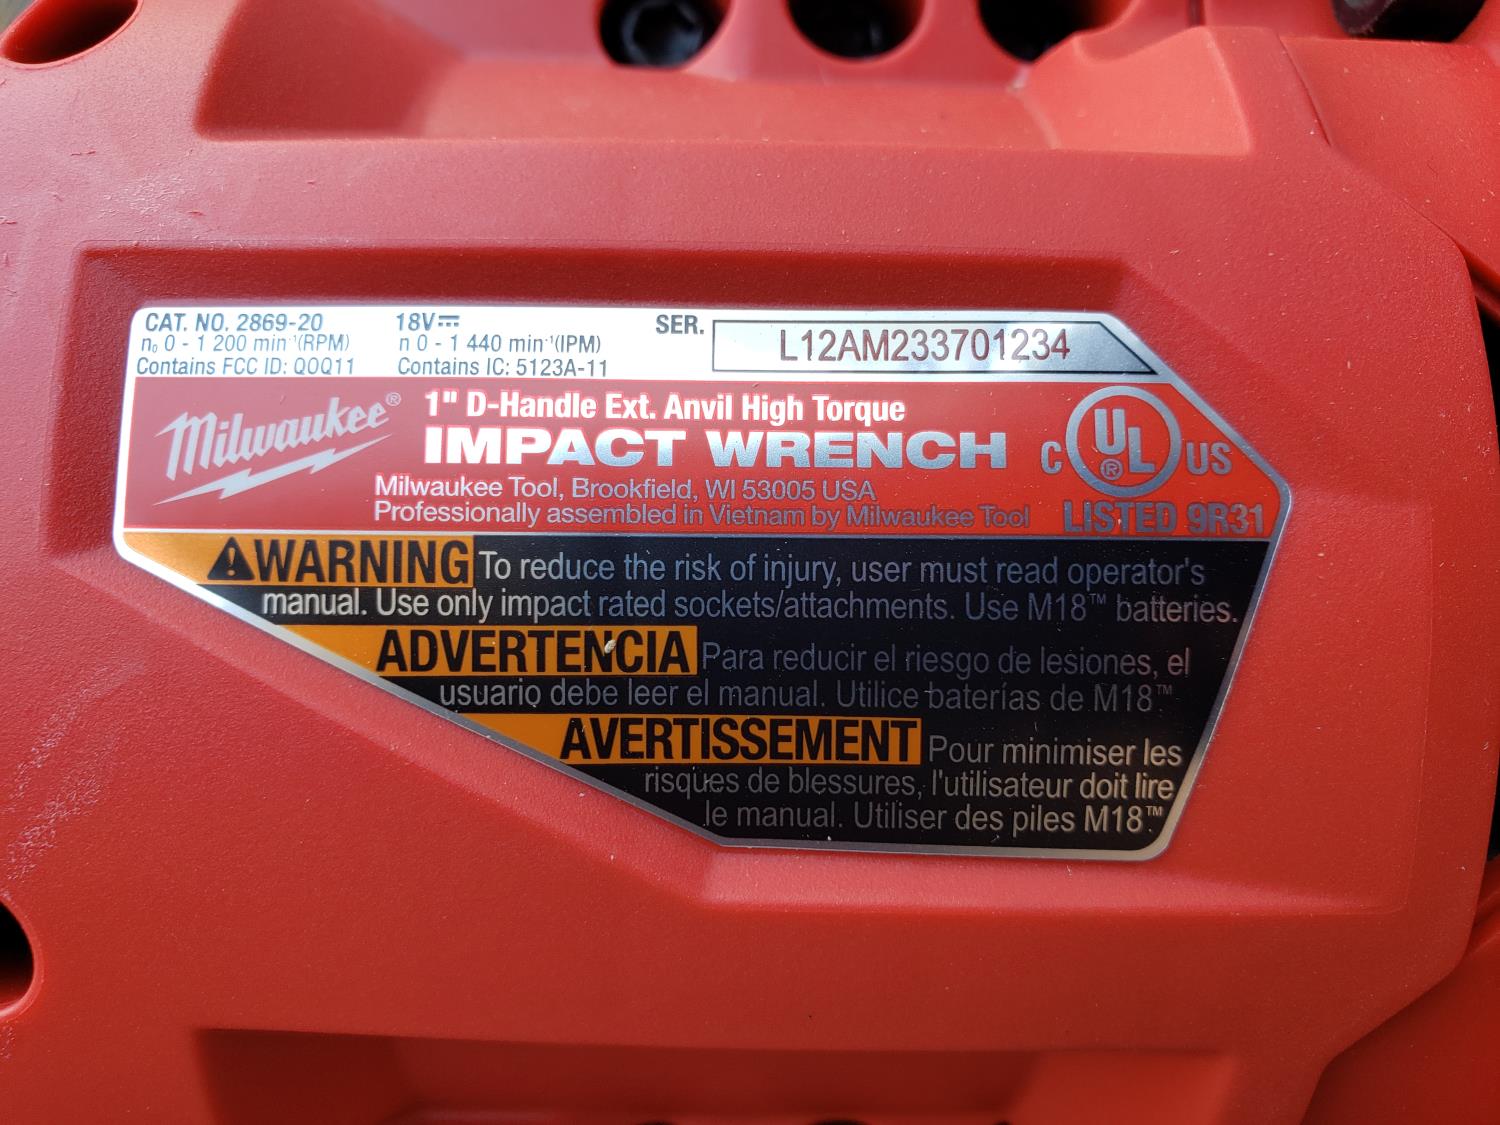 CAT. NO. 2869-20 18V⎓ SER. L12AM233701234
n₀ 0 - 1 200 min⁻¹(RPM) n 0 - 1 440 min⁻¹(IPM)
Contains FCC ID: QOQ11 Contains IC: 5123A-11
Milwaukee®
1" D-Handle Ext. Anvil High Torque
IMPACT WRENCH
C UL® US
LISTED 9R31
Milwaukee Tool, Brookfield, WI 53005 USA
Professionally assembled in Vietnam by Milwaukee Tool
⚠WARNING To reduce the risk of injury, user must read operator's
manual. Use only impact rated sockets/attachments. Use M18™ batteries.
ADVERTENCIA Para reducir el riesgo de lesiones, el
usuario debe leer el manual. Utilice baterías de M18™.
AVERTISSEMENT Pour minimiser les
risques de blessures, l'utilisateur doit lire
le manual. Utiliser des piles M18™.